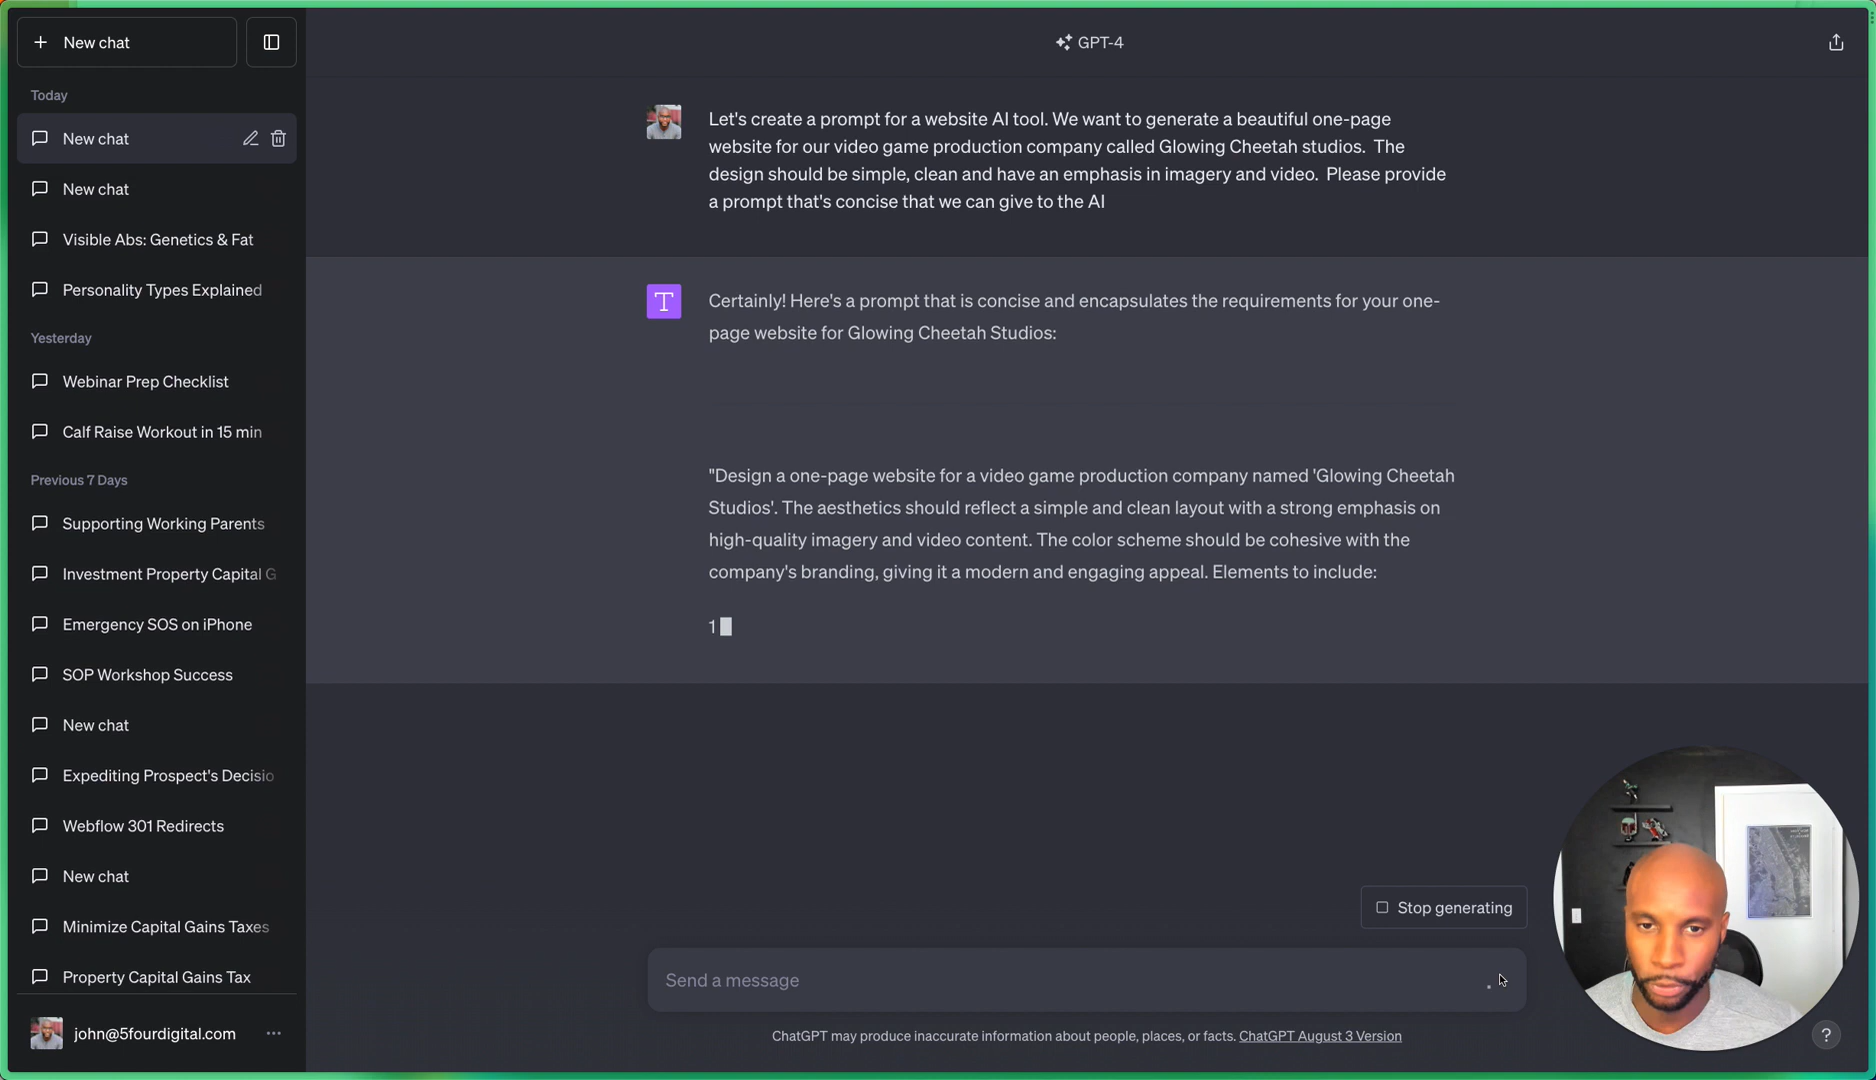 New chat
Today
New chat
New chat
Visible Abs: Genetics & Fat
Personality Types Explained
Yesterday
Webinar Prep Checklist
Calf Raise Workout in 15 min
Previous 7 Days
Supporting Working Parents
Investment Property Capital G
Emergency SOS on iPhone
SOP Workshop Success
New chat
Expediting Prospect's Decisio
Webflow 301 Redirects
New chat
Minimize Capital Gains Taxes
Property Capital Gains Tax
john@5fourdigital.com
GPT-4
Let's create a prompt for a website AI tool. We want to generate a beautiful one-page
website for our video game production company called Glowing Cheetah studios.  The
design should be simple, clean and have an emphasis in imagery and video.  Please provide
a prompt that's concise that we can give to the AI
T
Certainly! Here's a prompt that is concise and encapsulates the requirements for your one-
page website for Glowing Cheetah Studios:
"Design a one-page website for a video game production company named 'Glowing Cheetah
Studios'. The aesthetics should reflect a simple and clean layout with a strong emphasis on
high-quality imagery and video content. The color scheme should be cohesive with the
company's branding, giving it a modern and engaging appeal. Elements to include:
1
Stop generating
Send a message
ChatGPT may produce inaccurate information about people, places, or facts. ChatGPT August 3 Version
?